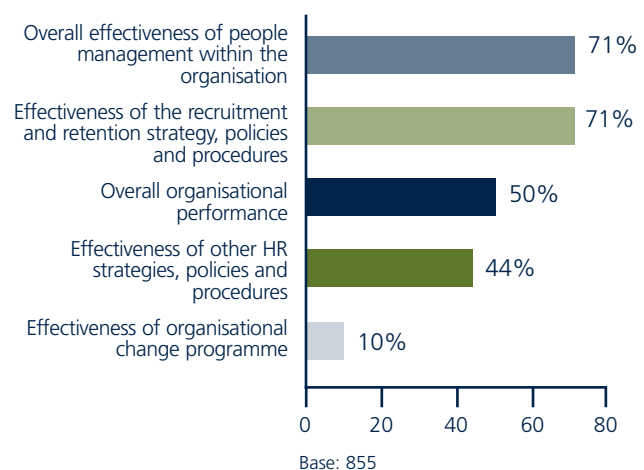 Overall effectiveness of people
management within the
organisation
71%
Effectiveness of the recruitment
and retention strategy, policies
and procedures
71%
Overall organisational
performance
50%
Effectiveness of other HR
strategies, policies and
procedures
44%
Effectiveness of organisational
change programme
10%
0 20 40 60 80
Base: 855